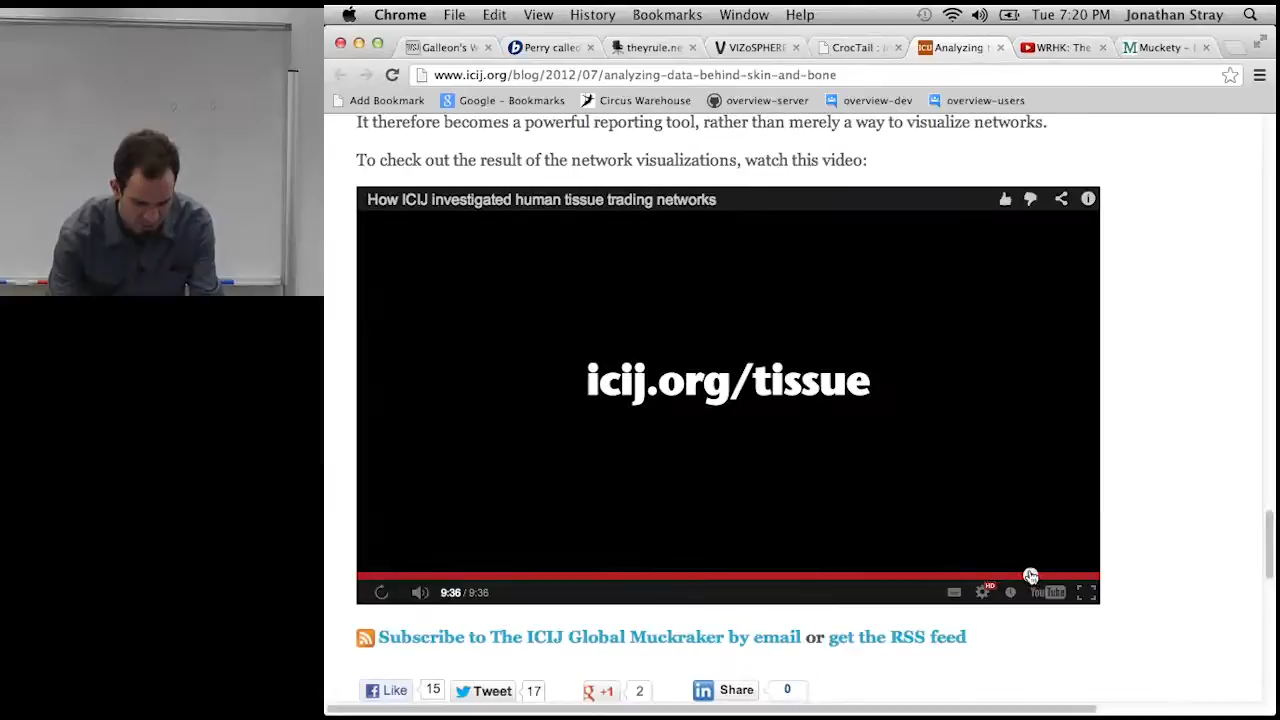 Chrome File Edit View History Bookmarks Window Help Tue 7:20 PM Jonathan Stray
Galleon's W Perry called theyrule.ne VIZoSPHERE CrocTail : Analyzing t WRHK: The Muckety –
www.icij.org/blog/2012/07/analyzing-data-behind-skin-and-bone
Add Bookmark Google - Bookmarks Circus Warehouse overview-server overview-dev overview-users
It therefore becomes a powerful reporting tool, rather than merely a way to visualize networks.
To check out the result of the network visualizations, watch this video:
How ICIJ investigated human tissue trading networks
icij.org/tissue
9:36 / 9:36 HD YouTube
Subscribe to The ICIJ Global Muckraker by email or get the RSS feed
Like 15 Tweet 17 +1 2 in Share 0